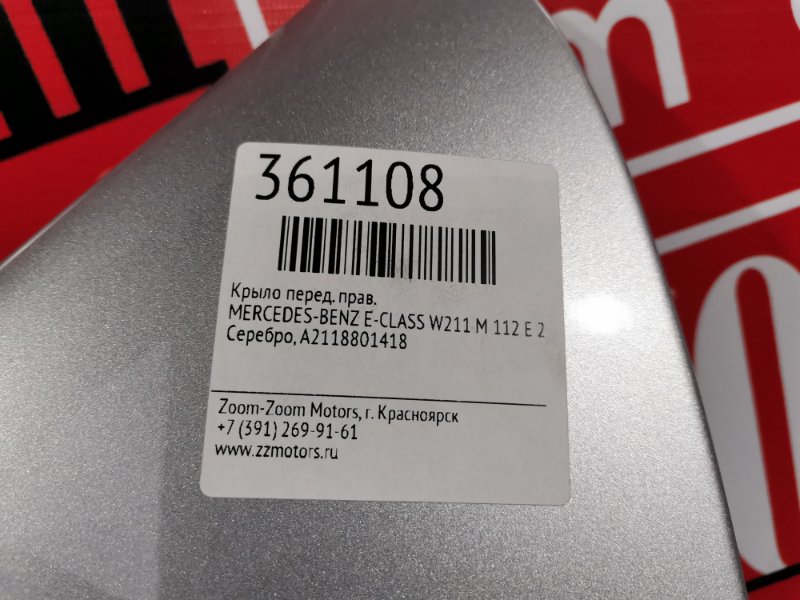 361108
Крыло перед. прав.
MERCEDES-BENZ E-CLASS W211 M 112 E 2
Серебро, A2118801418
Zoom-Zoom Motors, г. Красноярск
+7 (391) 269-91-61
www.zzmotors.ru